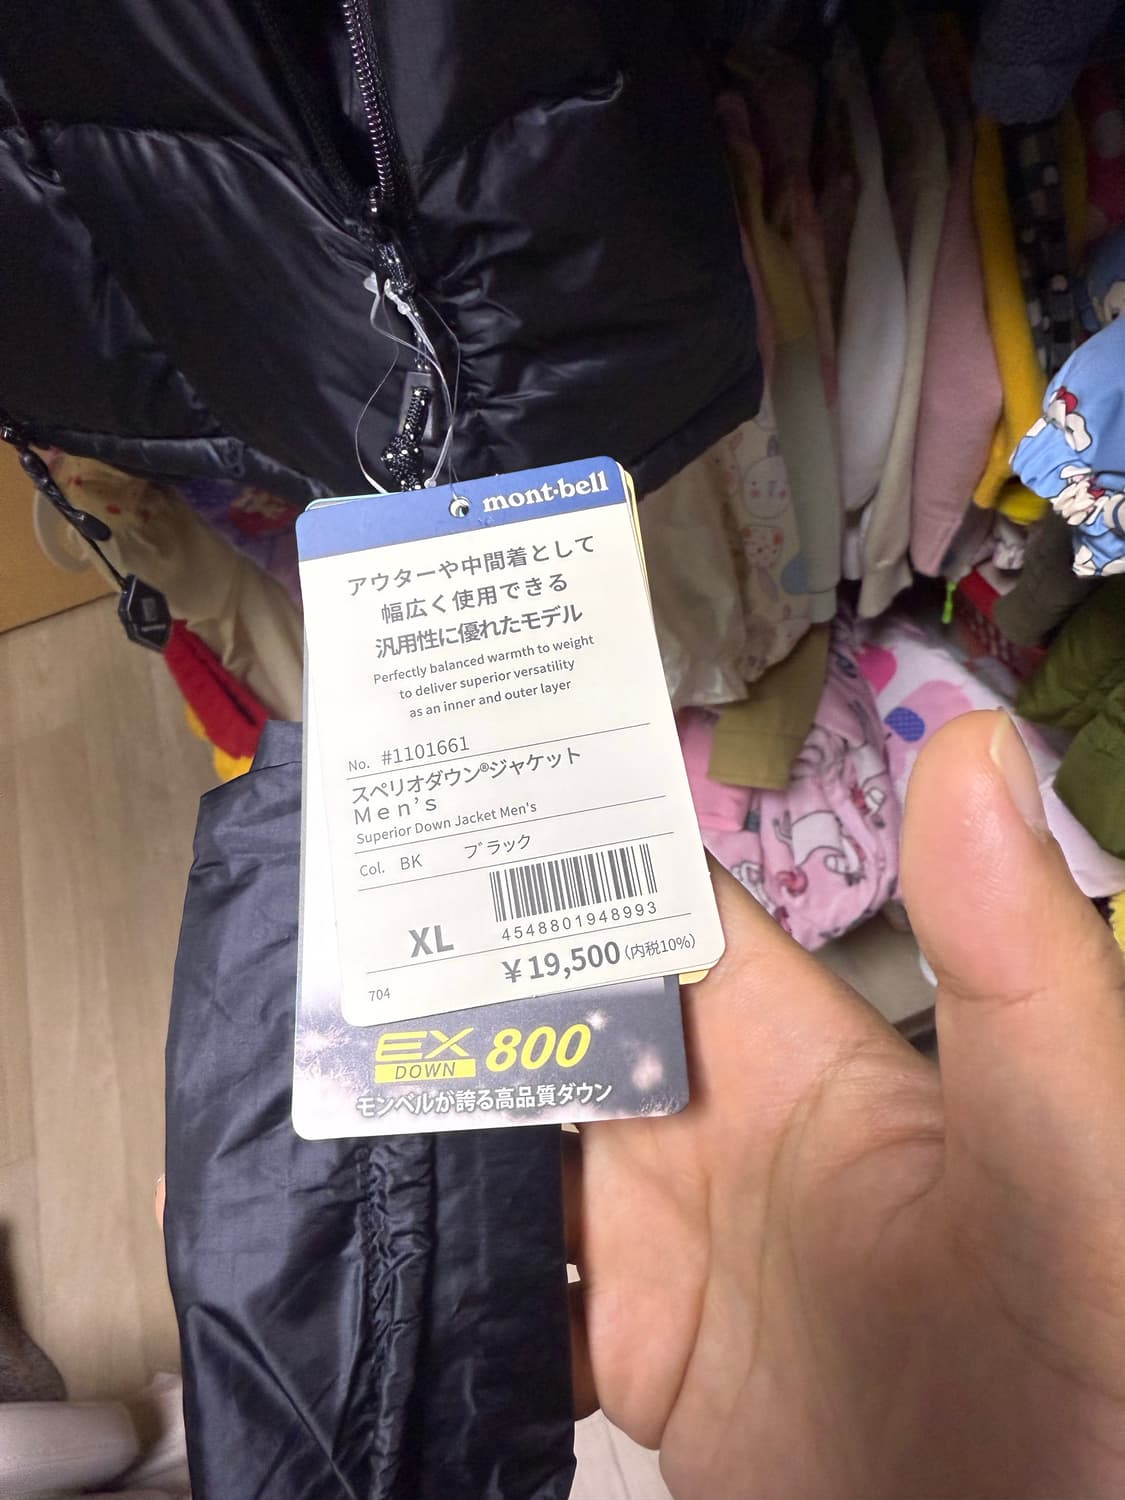 mont·bell
アウターや中間着として
幅広く使用できる
汎用性に優れたモデル
Perfectly balanced warmth to weight
to deliver superior versatility
as an inner and outer layer
No. #1101661
スペリオダウン®ジャケット
Men's
Superior Down Jacket Men's
Col. BK ブラック
4548801948993
XL
¥19,500(内税10%)
704
EX 800
DOWN
モンベルが誇る高品質ダウン